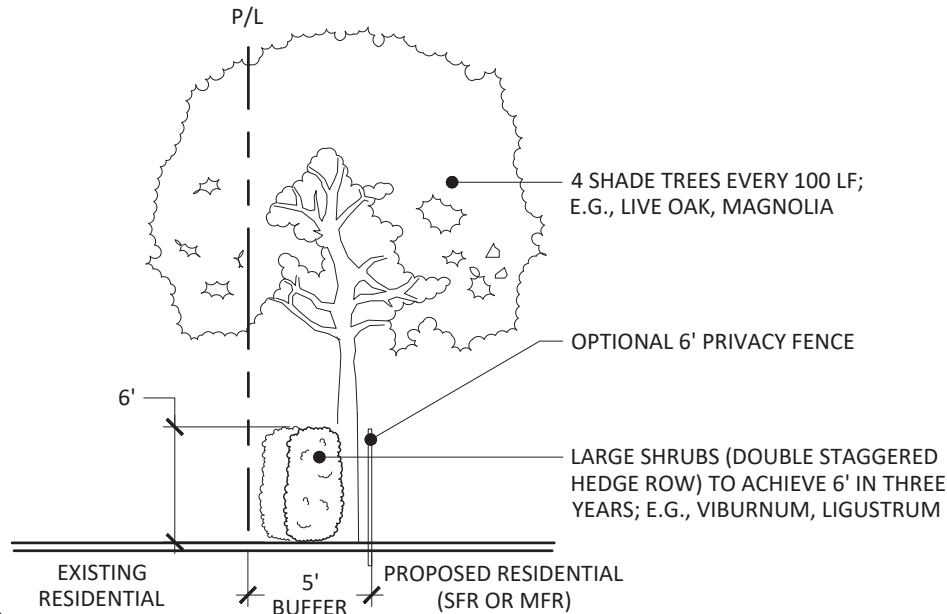 P/L
4 SHADE TREES EVERY 100 LF;
E.G., LIVE OAK, MAGNOLIA
OPTIONAL 6' PRIVACY FENCE
6'
LARGE SHRUBS (DOUBLE STAGGERED
HEDGE ROW) TO ACHIEVE 6' IN THREE
YEARS; E.G., VIBURNUM, LIGUSTRUM
EXISTING
RESIDENTIAL
5'
BUFFER
PROPOSED RESIDENTIAL
(SFR OR MFR)